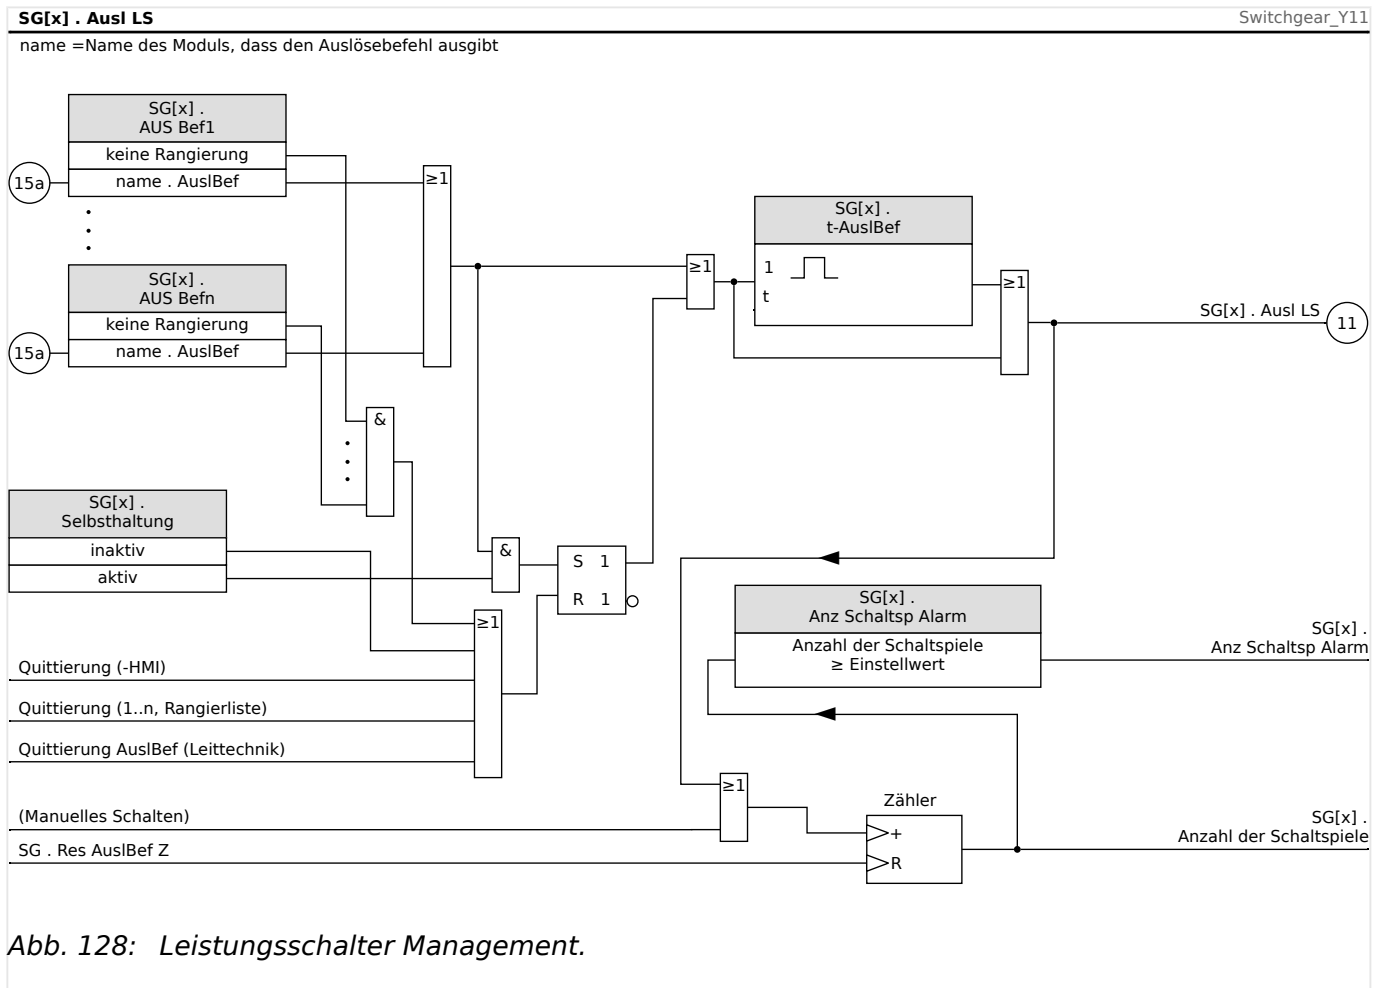 SG[x] . Ausl LS
Switchgear_Y11
name =Name des Moduls, dass den Auslösebefehl ausgibt
SG[x] .
AUS Bef1
keine Rangierung
15a
name . AuslBef
≥1
SG[x] .
t-AuslBef
1
t
≥1
≥1
SG[x] . Ausl LS
11
SG[x] .
AUS Befn
keine Rangierung
15a
name . AuslBef
&
SG[x] .
Selbsthaltung
inaktiv
aktiv
&
S 1
R 1
≥1
SG[x] .
Anz Schaltsp Alarm
Anzahl der Schaltspiele
≥ Einstellwert
SG[x] .
Anz Schaltsp Alarm
Quittierung (-HMI)
Quittierung (1..n, Rangierliste)
Quittierung AuslBef (Leittechnik)
≥1
Zähler
(Manuelles Schalten)
+
SG[x] .
Anzahl der Schaltspiele
SG . Res AuslBef Z
R
Abb. 128: Leistungsschalter Management.